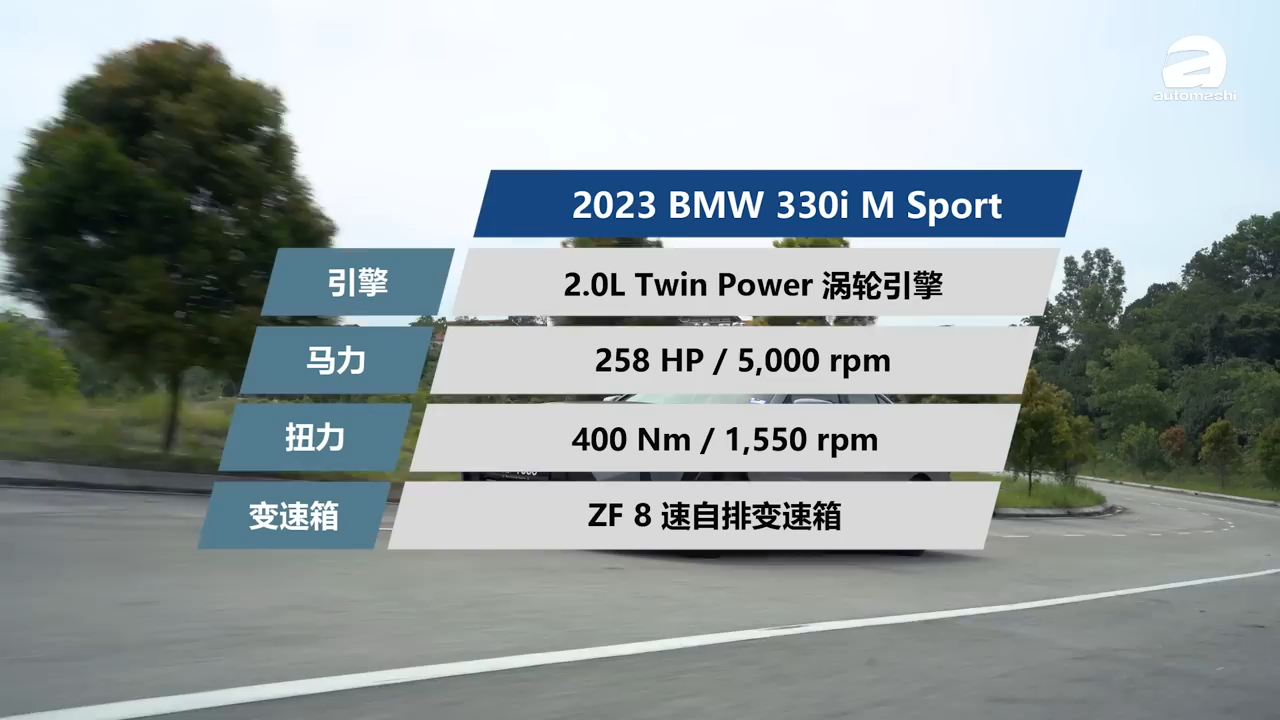 automachi
2023 BMW 330i M Sport
引擎 2.0L Twin Power 涡轮引擎
马力 258 HP / 5,000 rpm
扭力 400 Nm / 1,550 rpm
变速箱 ZF 8 速自排变速箱